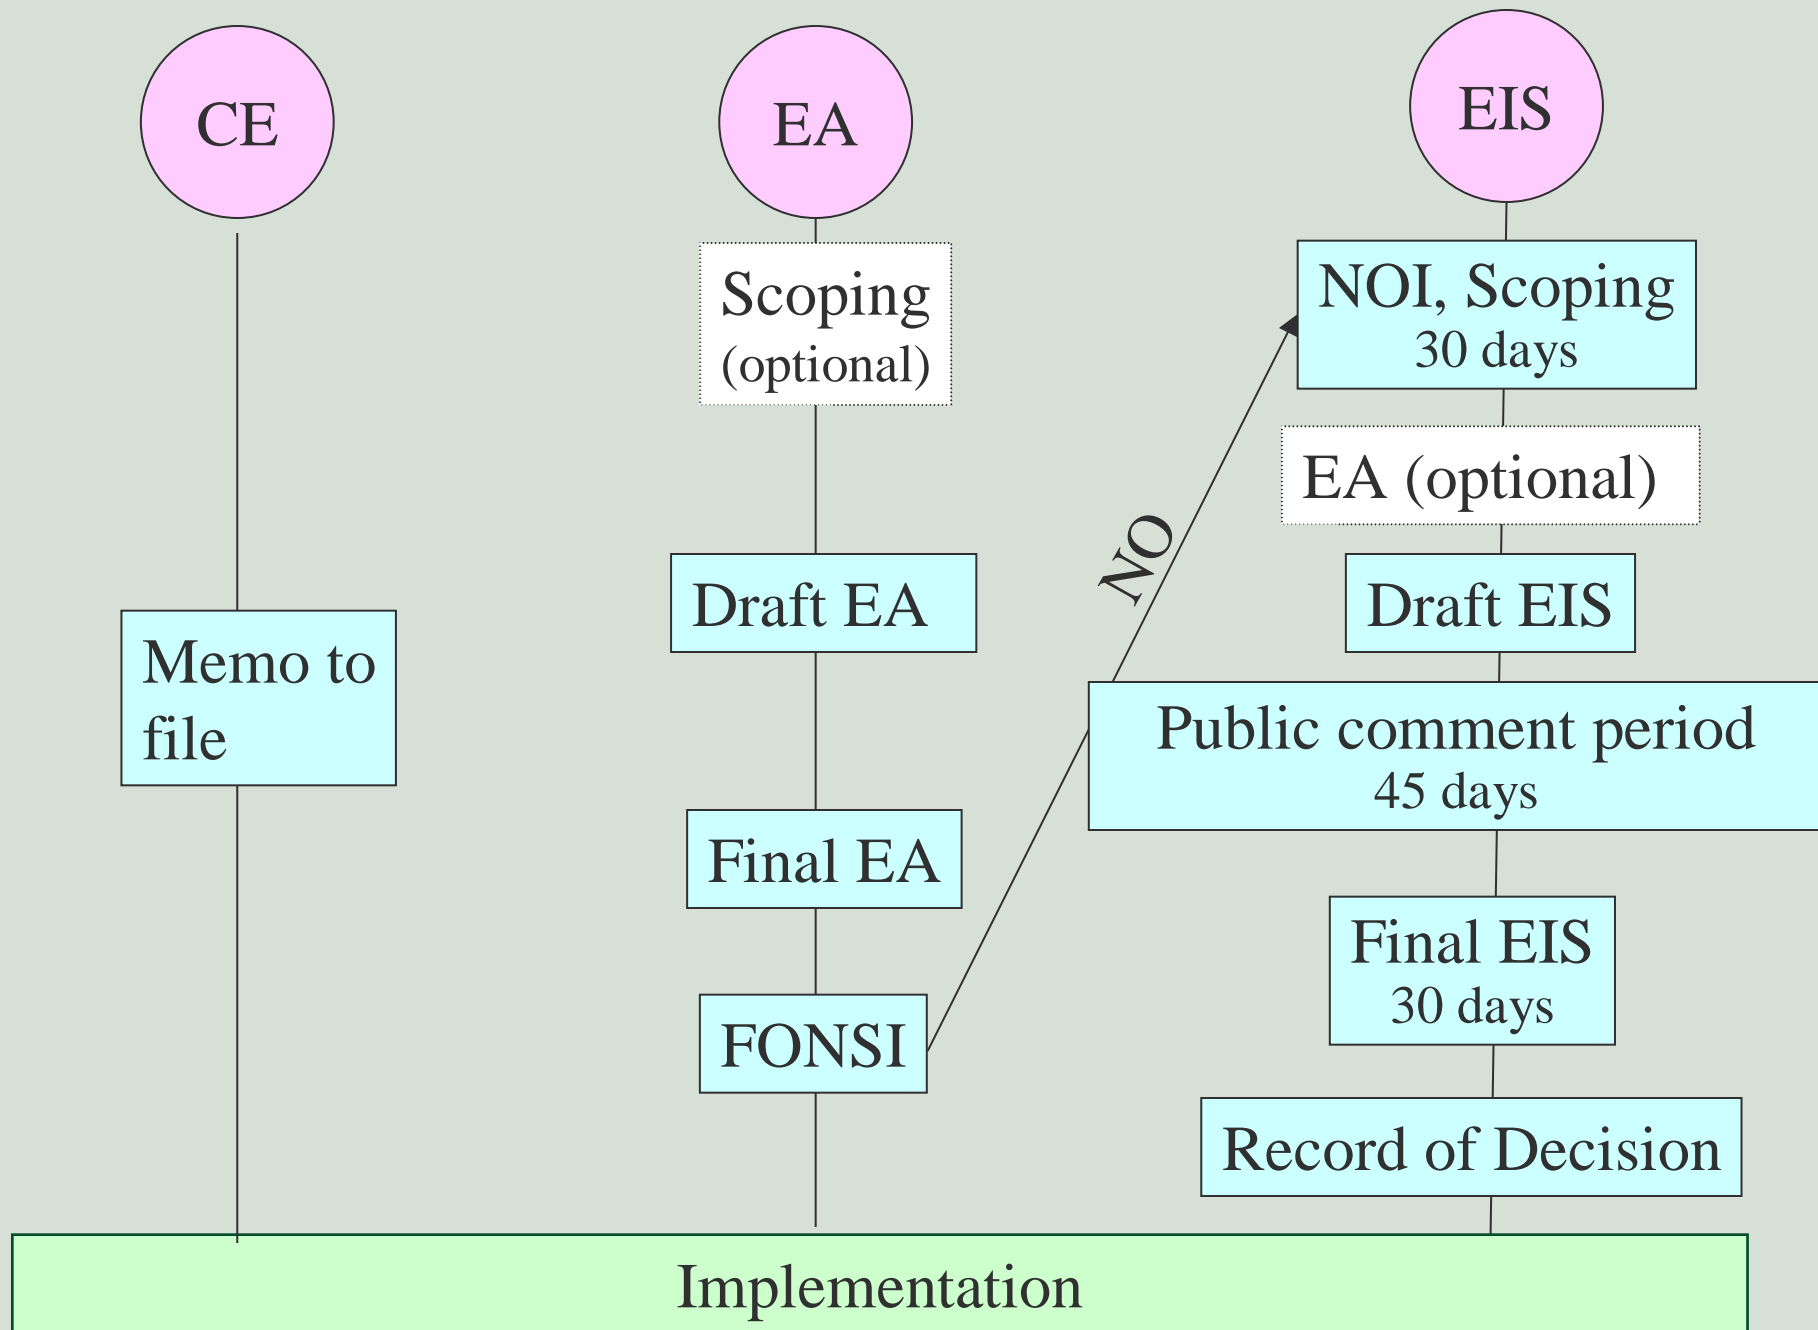 CE
EA
EIS
Scoping
(optional)
NOI, Scoping
30 days
EA (optional)
NO
Draft EA
Draft EIS
Memo to
file
Public comment period
45 days
Final EA
Final EIS
30 days
FONSI
Record of Decision
Implementation